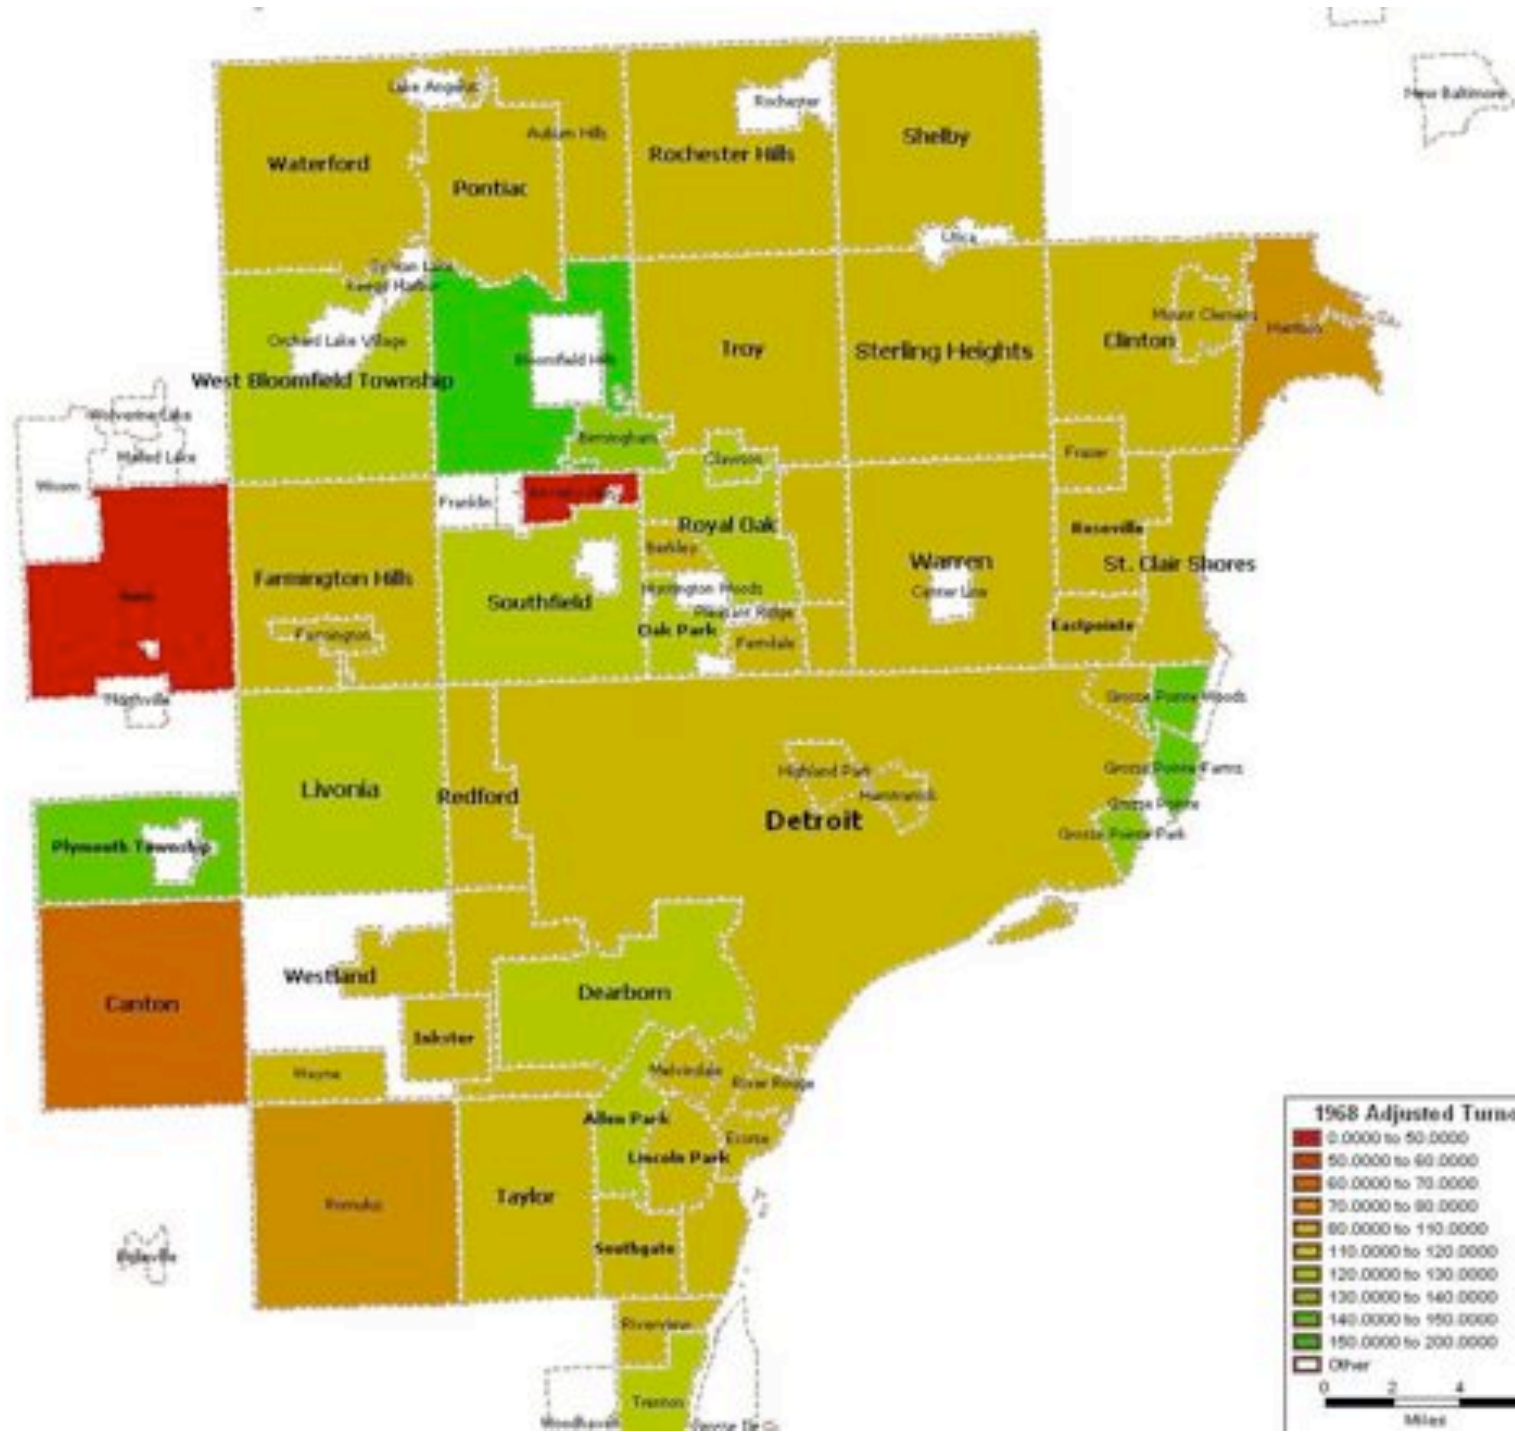 Lake Angelus
Rochester
New Baltimore
Auburn Hills
Shelby
Waterford
Rochester Hills
Pontiac
Utica
Sylvan Lake
Keego Harbor
Mount Clemens
Harrison
Orchard Lake Village
Bloomfield Hills
Troy
Sterling Heights
Clinton
West Bloomfield Township
Wolverine Lake
Birmingham
Walled Lake
Clawson
Fraser
Wixom
Franklin
Royal Oak
Roseville
Berkley
Warren
St. Clair Shores
Farmington Hills
Huntington Woods
Center Line
Southfield
Pleasant Ridge
Oak Park
Eastpointe
Farmington
Ferndale
Northville
Grosse Pointe Woods
Livonia
Redford
Highland Park
Grosse Pointe Farms
Hamtramck
Grosse Pointe
Detroit
Grosse Pointe Park
Plymouth Township
Westland
Dearborn
Canton
Inkster
Wayne
Melvindale
River Rouge
Allen Park
Ecorse
Lincoln Park
Romulus
Taylor
Southgate
Belleville
Riverview
Trenton
Woodhaven
1968 Adjusted Turno
0.0000 to 50.0000
50.0000 to 60.0000
60.0000 to 70.0000
70.0000 to 80.0000
80.0000 to 110.0000
110.0000 to 120.0000
120.0000 to 130.0000
130.0000 to 140.0000
140.0000 to 150.0000
150.0000 to 200.0000
Other
0 2 4
Miles